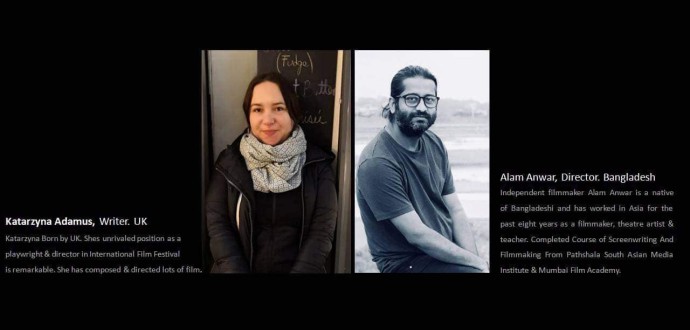 (Fudge)
Katarzyna Adamus, Writer. UK
Katarzyna Born by UK. Shes unrivaled position as a
playwright & director in International Film Festival
is remarkable. She has composed & directed lots of film.
Alam Anwar, Director. Bangladesh
Independent filmmaker Alam Anwar is a native
of Bangladeshi and has worked in Asia for the
past eight years as a filmmaker, theatre artist &
teacher. Completed Course of Screenwriting And
Filmmaking From Pathshala South Asian Media
Institute & Mumbai Film Academy.